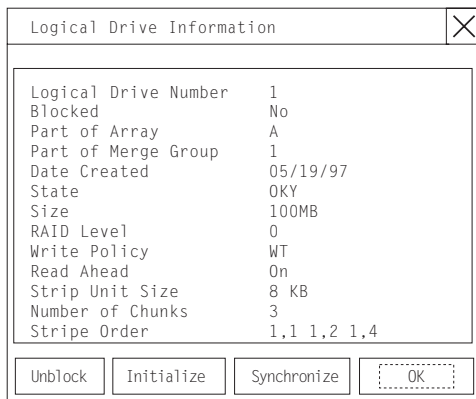 Logical Drive Information
Logical Drive Number 1
Blocked No
Part of Array A
Part of Merge Group 1
Date Created 05/19/97
State OKY
Size 100MB
RAID Level 0
Write Policy WT
Read Ahead On
Strip Unit Size 8 KB
Number of Chunks 3
Stripe Order 1,1 1,2 1,4
Unblock Initialize Synchronize OK